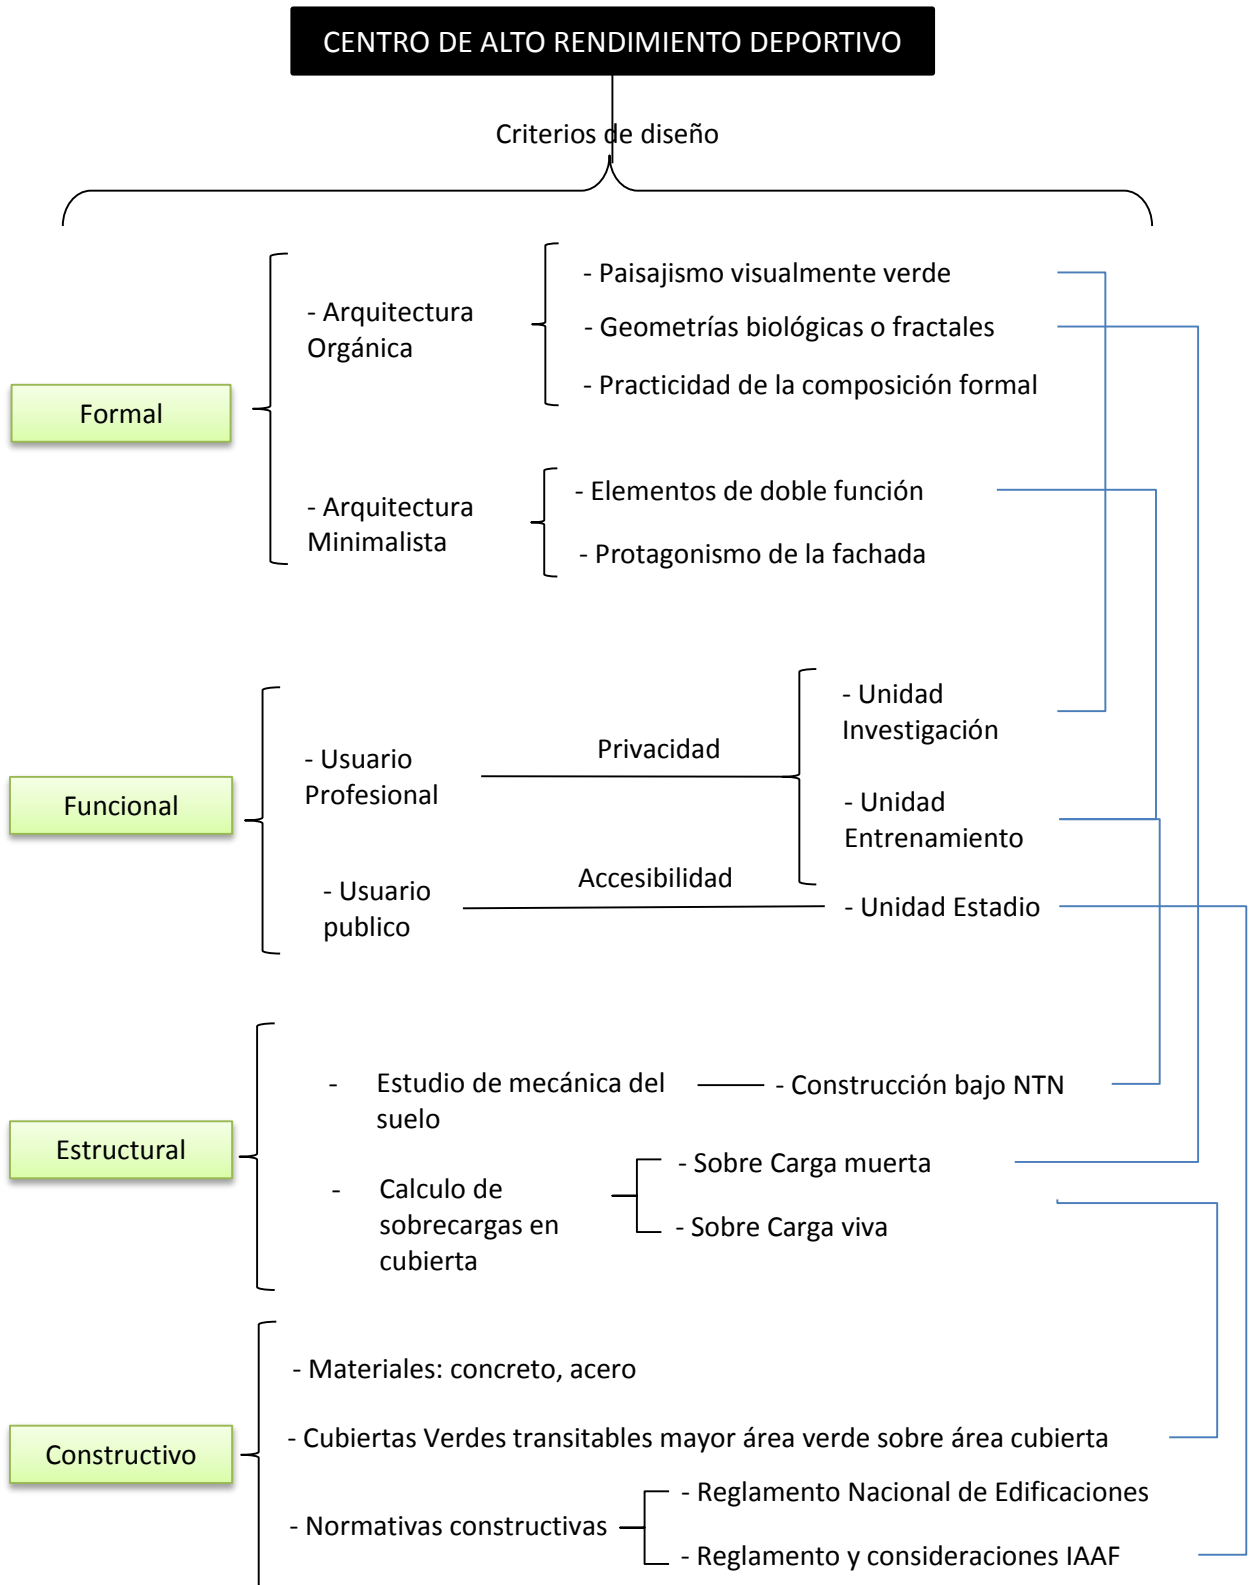 CENTRO DE ALTO RENDIMIENTO DEPORTIVO
Criterios de diseño
Formal
- Arquitectura
Orgánica
- Paisajismo visualmente verde
- Geometrías biológicas o fractales
- Practicidad de la composición formal
- Arquitectura
Minimalista
- Elementos de doble función
- Protagonismo de la fachada
Funcional
- Usuario
Profesional
Privacidad
- Unidad
Investigación
- Unidad
Entrenamiento
- Usuario
publico
Accesibilidad
- Unidad Estadio
Estructural
- Estudio de mecánica del
suelo
- Construcción bajo NTN
- Calculo de
sobrecargas en
cubierta
- Sobre Carga muerta
- Sobre Carga viva
Constructivo
- Materiales: concreto, acero
- Cubiertas Verdes transitables mayor área verde sobre área cubierta
- Normativas constructivas
- Reglamento Nacional de Edificaciones
- Reglamento y consideraciones IAAF